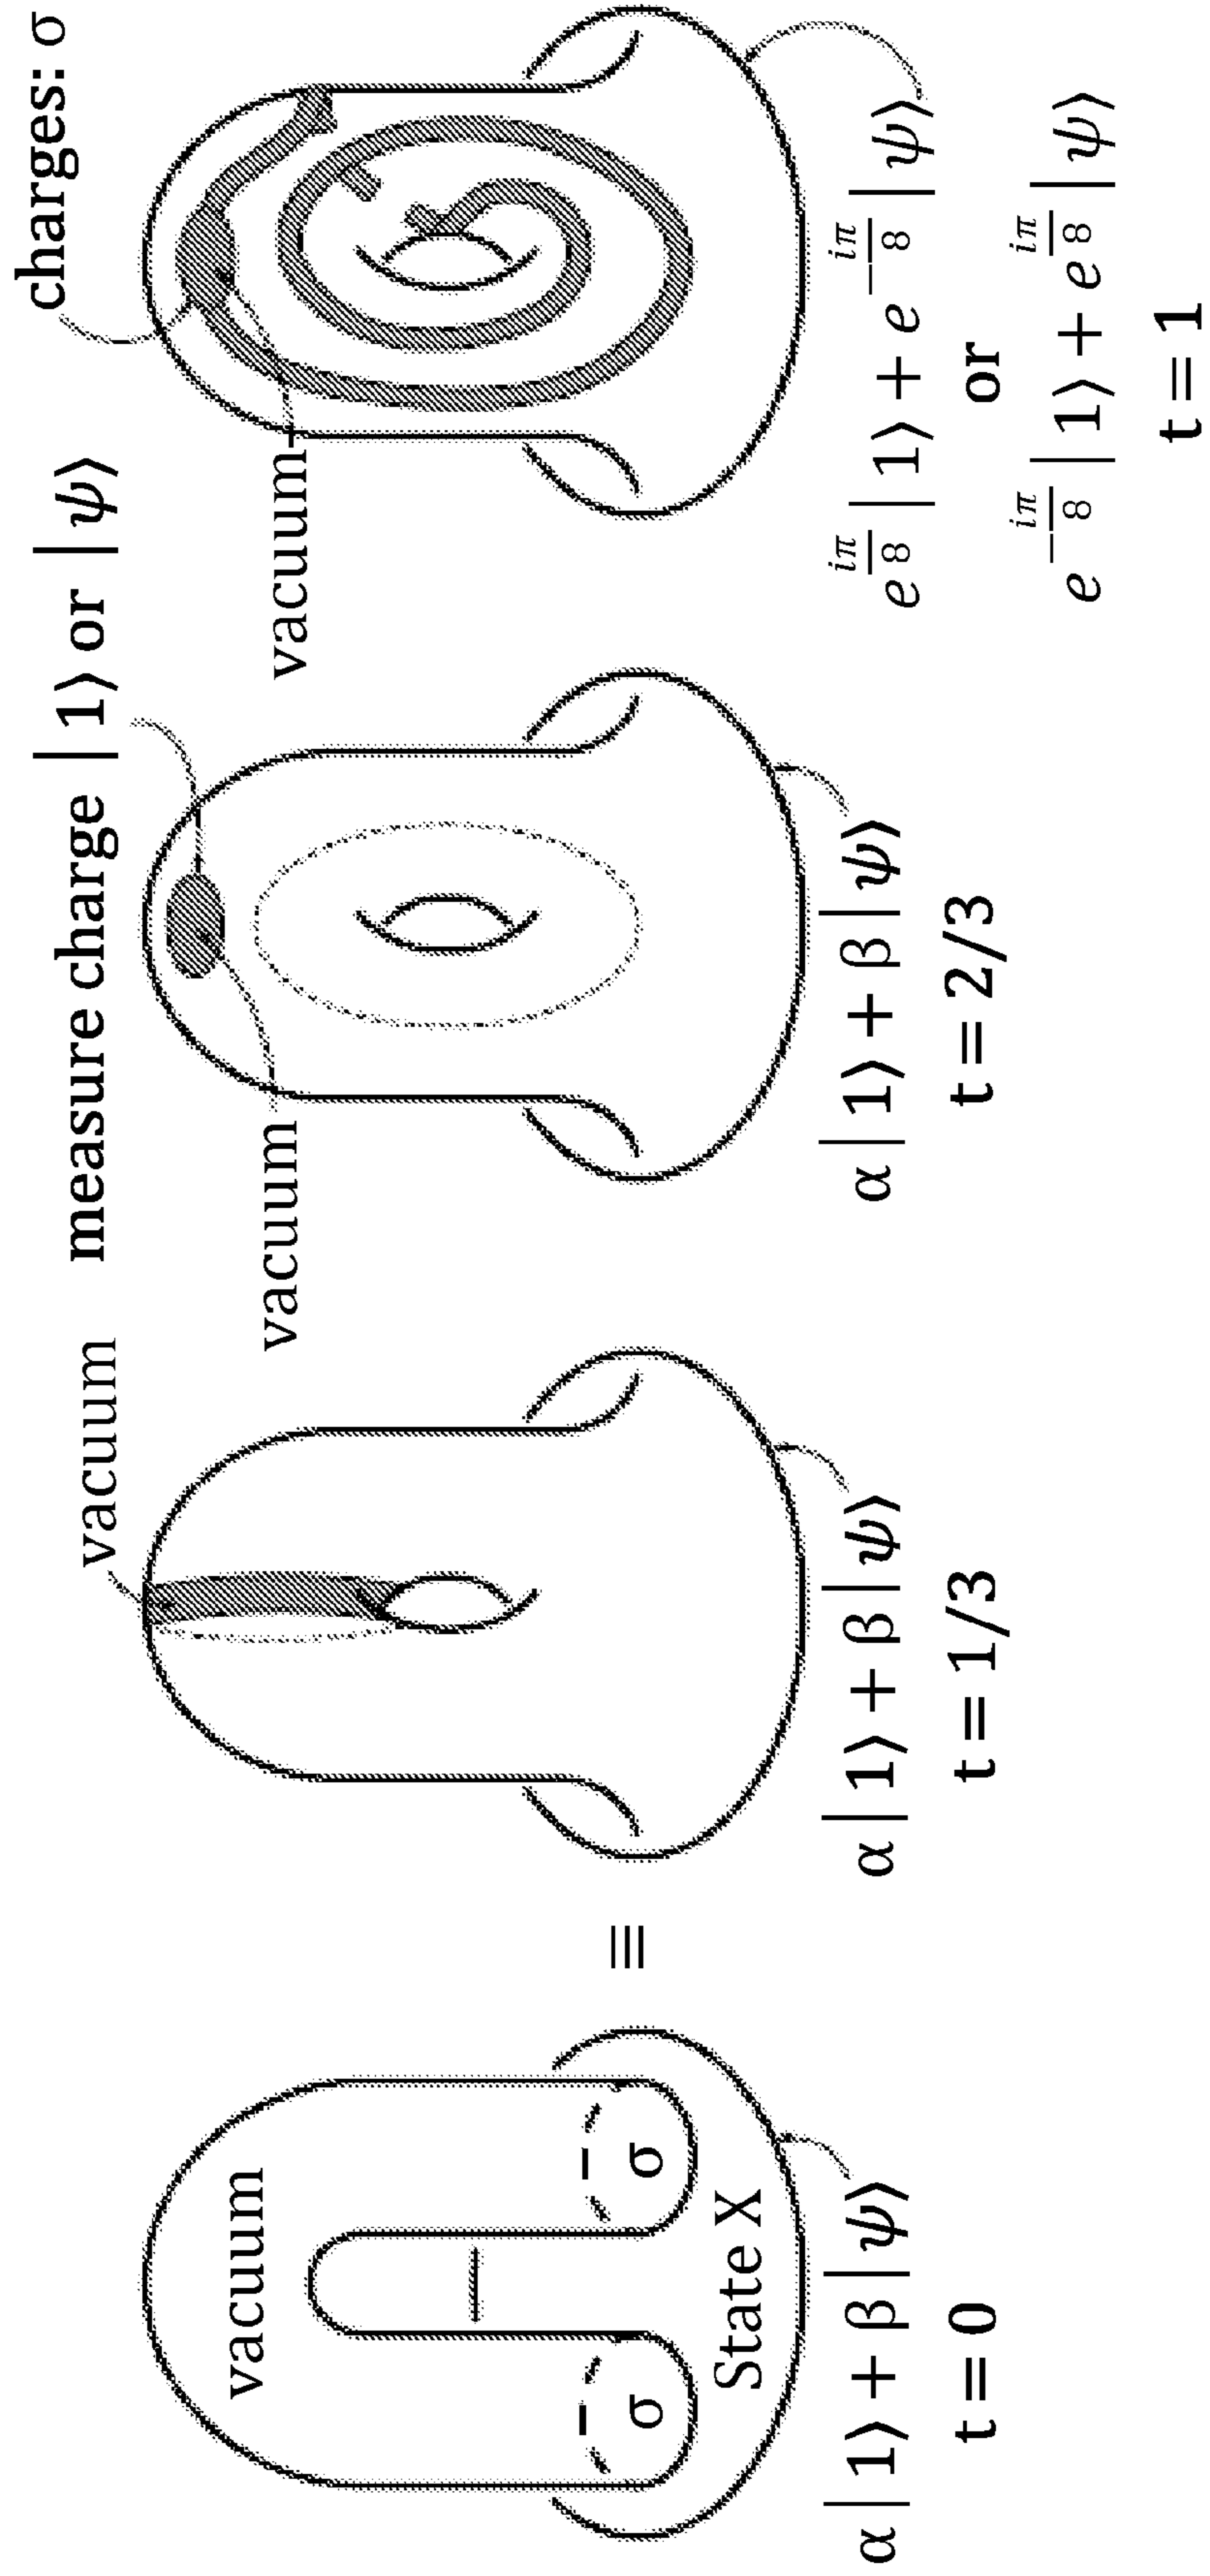 vacuum
σ
σ
State X
α|1⟩ + β|ψ⟩
t = 0
≡
vacuum
α|1⟩ + β|ψ⟩
t = 1/3
measure charge |1⟩ or |ψ⟩
vacuum
α|1⟩ + β|ψ⟩
t = 2/3
charges: σ
vacuum
e^{iπ/8}|1⟩ + e^{-iπ/8}|ψ⟩
or
e^{-iπ/8}|1⟩ + e^{iπ/8}|ψ⟩
t = 1